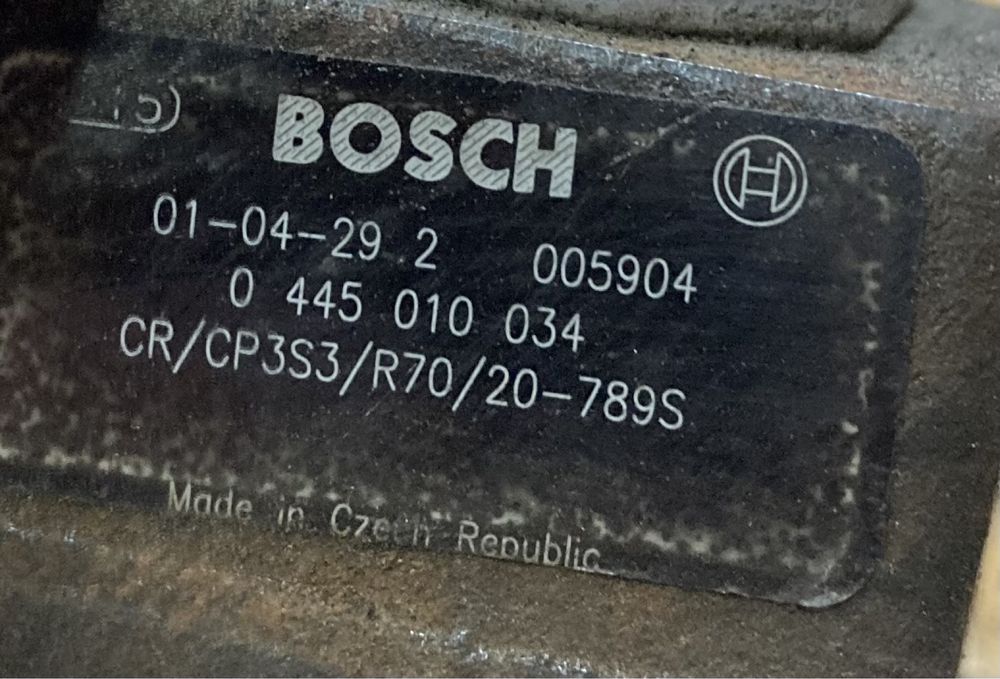 15)
BOSCH
01-04-29 2 005904
0 445 010 034
CR/CP3S3/R70/20-789S
Made in Czech Republic